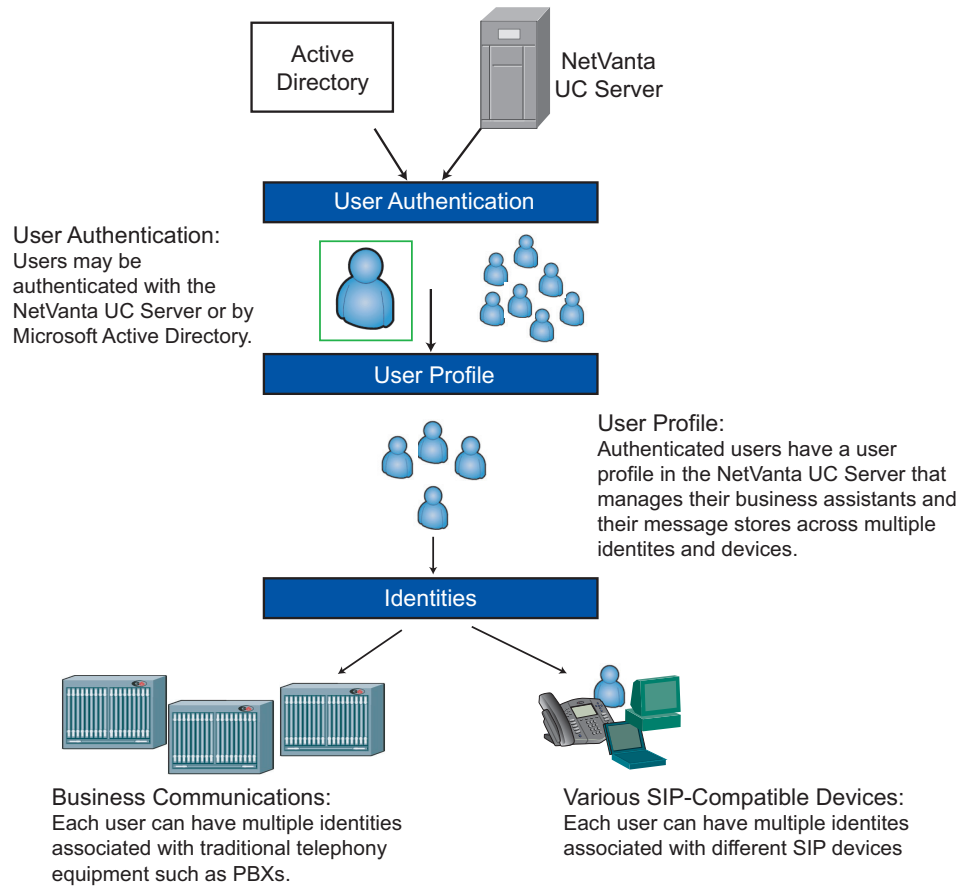 Active
Directory
NetVanta
UC Server
User Authentication
User Authentication:
Users may be
authenticated with the
NetVanta UC Server or by
Microsoft Active Directory.
User Profile
User Profile:
Authenticated users have a user
profile in the NetVanta UC Server that
manages their business assistants and
their message stores across multiple
identites and devices.
Identities
Business Communications:
Each user can have multiple identities
associated with traditional telephony
equipment such as PBXs.
Various SIP-Compatible Devices:
Each user can have multiple identites
associated with different SIP devices